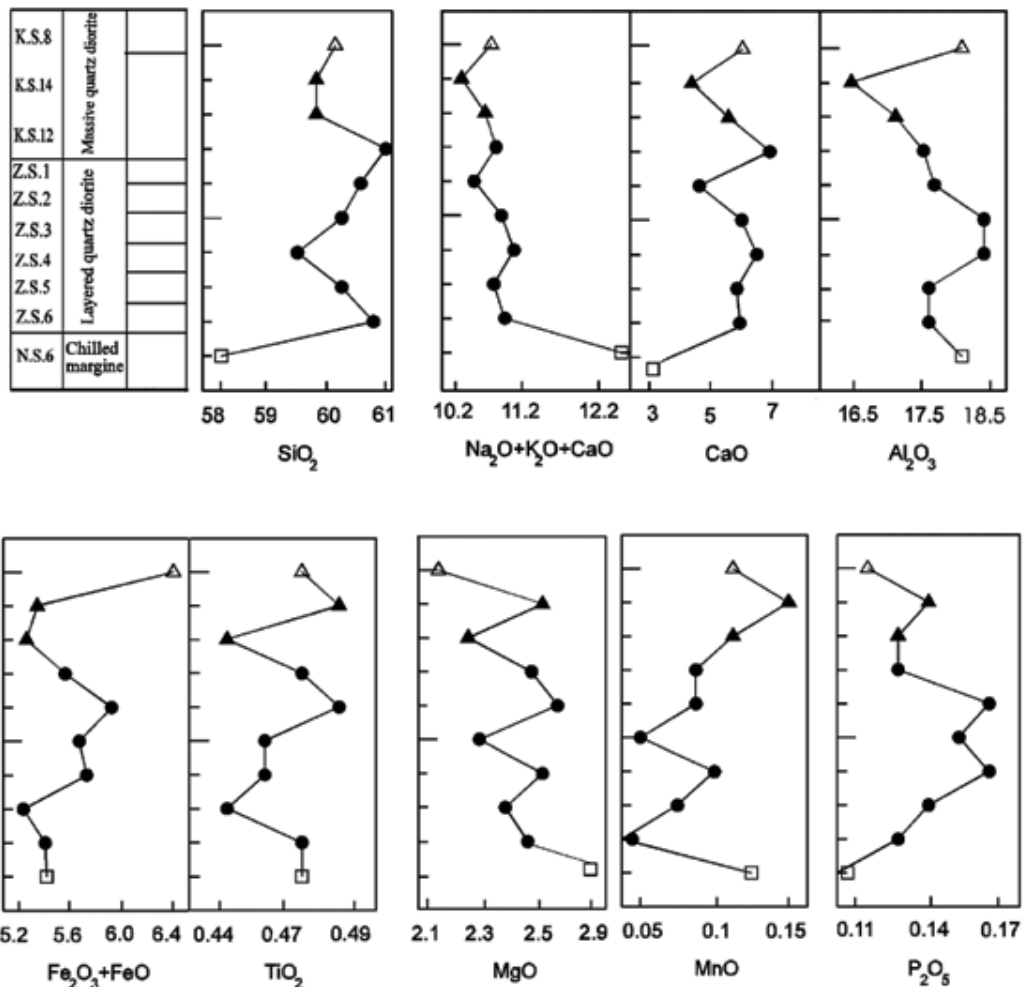 K.S.8
K.S.14
K.S.12
Massive quartz diorite
Z.S.1
Z.S.2
Z.S.3
Z.S.4
Z.S.5
Z.S.6
Layered quartz diorite
N.S.6
Chilled
margine
58 59 60 61
SiO₂
10.2 11.2 12.2
Na₂O+K₂O+CaO
3 5 7
CaO
16.5 17.5 18.5
Al₂O₃
5.2 5.6 6.0 6.4
Fe₂O₃+FeO
0.44 0.47 0.49
TiO₂
2.1 2.3 2.5 2.9
MgO
0.05 0.1 0.15
MnO
0.11 0.14 0.17
P₂O₅